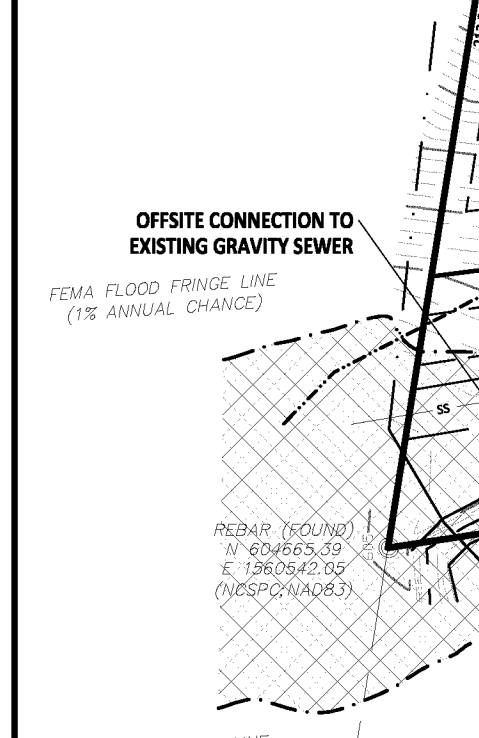 OFFSITE CONNECTION TO
EXISTING GRAVITY SEWER
FEMA FLOOD FRINGE LINE
(1% ANNUAL CHANCE)
SS
REBAR (FOUND)
N 604665.39
E 1560542.05
(NCSPC;NAD83)